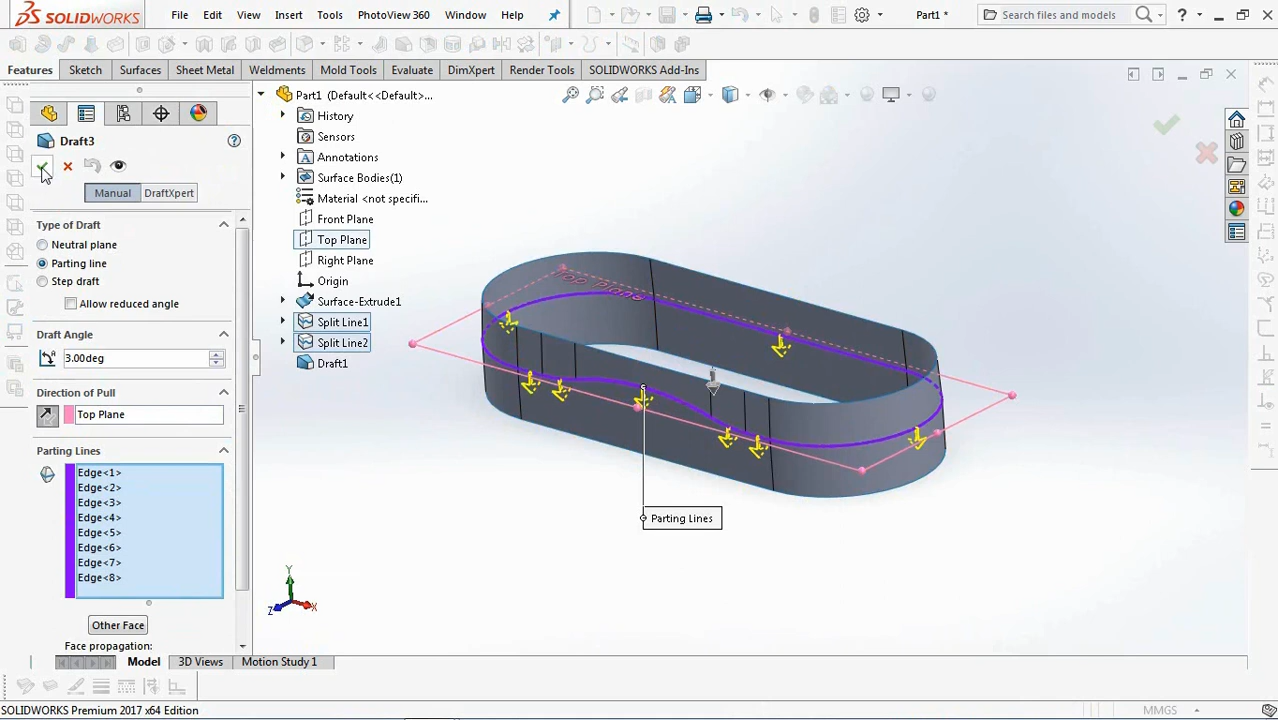 SOLIDWORKS File Edit View Insert Tools PhotoView 360 Window Help Part1 * Search files and models ?
Features Sketch Surfaces Sheet Metal Weldments Mold Tools Evaluate DimXpert Render Tools SOLIDWORKS Add-Ins
Part1 (Default<<Default>...
History
Sensors
Annotations
Surface Bodies(1)
Material <not specifi...
Front Plane
Top Plane
Right Plane
Origin
Surface-Extrude1
Split Line1
Split Line2
Draft1
Draft3
Manual DraftXpert
Type of Draft
Neutral plane
Parting line
Step draft
Allow reduced angle
Draft Angle
3.00deg
Direction of Pull
Top Plane
Parting Lines
Edge<1>
Edge<2>
Edge<3>
Edge<4>
Edge<5>
Edge<6>
Edge<7>
Edge<8>
Other Face
Face propagation:
Top Plane
Parting Lines
Y
Z X
Model 3D Views Motion Study 1
SOLIDWORKS Premium 2017 x64 Edition MMGS